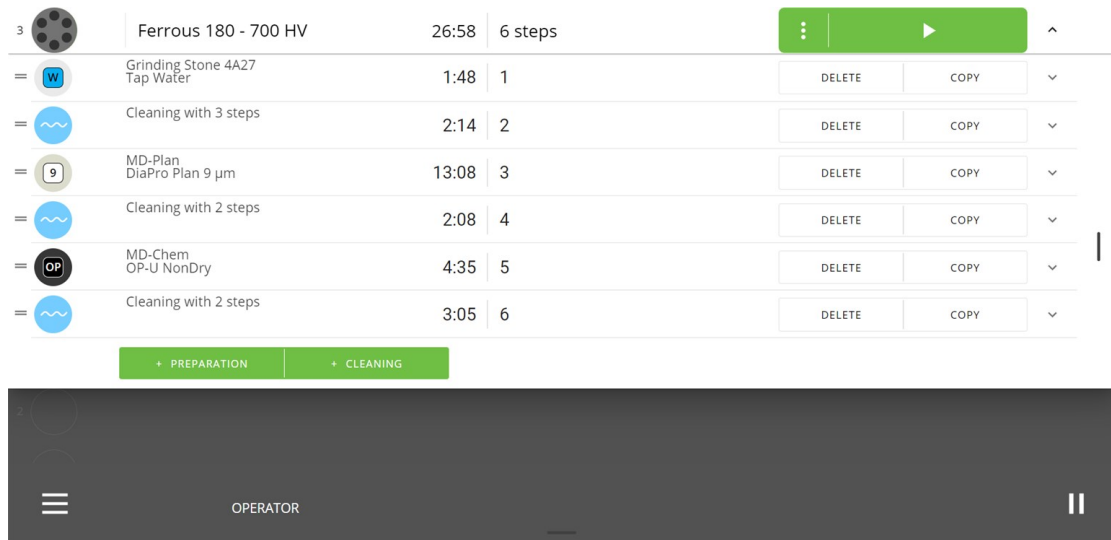 3 Ferrous 180 - 700 HV 26:58 6 steps
W Grinding Stone 4A27 1:48 1 DELETE COPY
Tap Water
Cleaning with 3 steps 2:14 2 DELETE COPY
9 MD-Plan 13:08 3 DELETE COPY
DiaPro Plan 9 µm
Cleaning with 2 steps 2:08 4 DELETE COPY
OP MD-Chem 4:35 5 DELETE COPY
OP-U NonDry
Cleaning with 2 steps 3:05 6 DELETE COPY
+ PREPARATION + CLEANING
2
OPERATOR